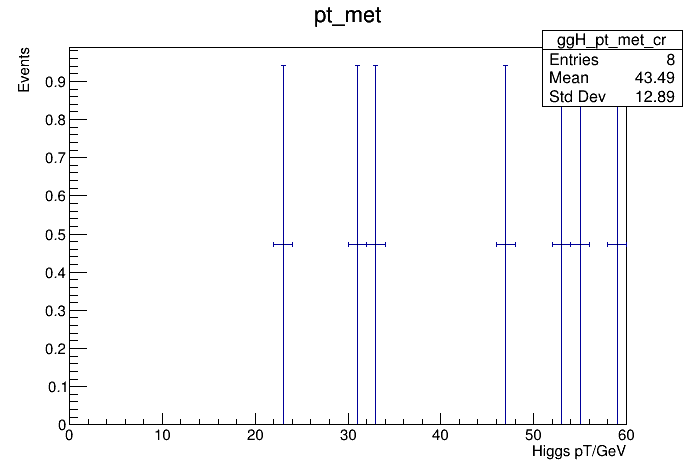 pt_met
ggH_pt_met_cr
Entries 8
Mean 43.49
Std Dev 12.89
Events
0.9
0.8
0.7
0.6
0.5
0.4
0.3
0.2
0.1
0
0 10 20 30 40 50 60
Higgs pT/GeV